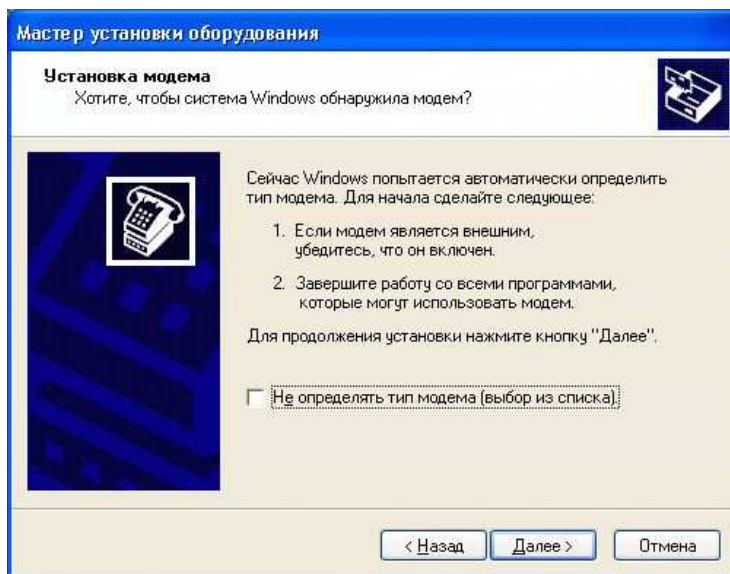 Мастер установки оборудования
Установка модема
Хотите, чтобы система Windows обнаружила модем?
Сейчас Windows попытается автоматически определить
тип модема. Для начала сделайте следующее:
1. Если модем является внешним,
убедитесь, что он включен.
2. Завершите работу со всеми программами,
которые могут использовать модем.
Для продолжения установки нажмите кнопку "Далее".
Не определять тип модема (выбор из списка).
< Назад Далее > Отмена